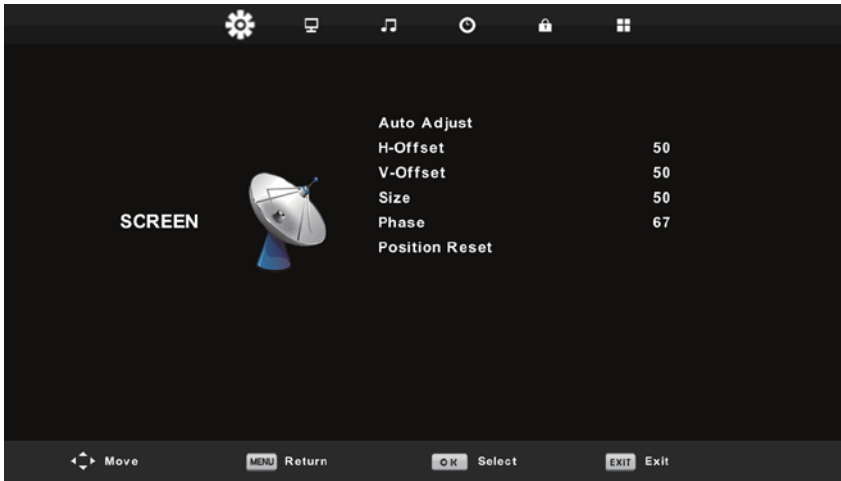 Auto Adjust
H-Offset 50
V-Offset 50
Size 50
SCREEN
Phase 67
Position Reset
Move MENU Return OK Select EXIT Exit